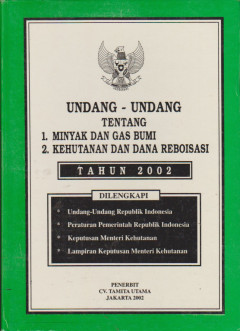 UNDANG - UNDANG
TENTANG
1. MINYAK DAN GAS BUMI
2. KEHUTANAN DAN DANA REBOISASI
TAHUN 2002
DILENGKAPI
• Undang-Undang Republik Indonesia
• Peraturan Pemerintah Republik Indonesia
• Keputusan Menteri Kehutanan
• Lampiran Keputusan Menteri Kehutanan
PENERBIT
CV. TAMITA UTAMA
JAKARTA 2002